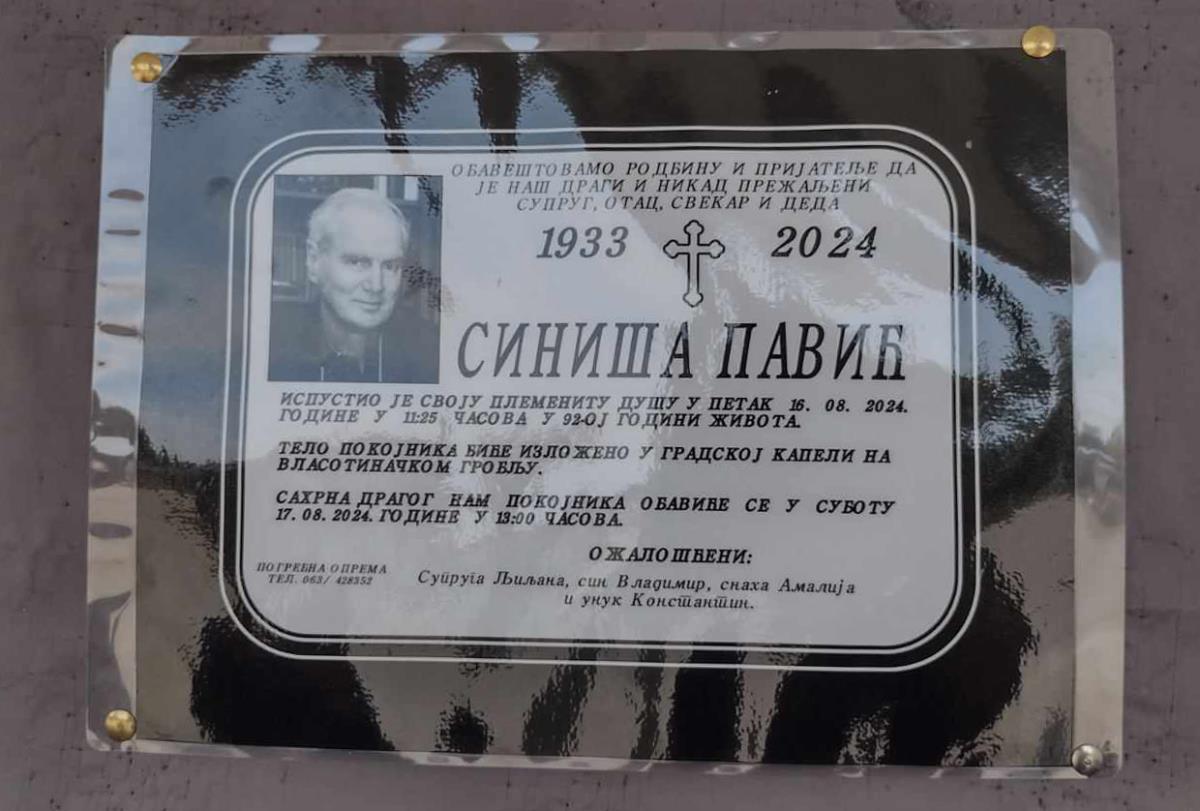 ОБАВЕШТОВАМО РОДБИНУ И ПРИЈАТЕЉЕ ДА
ЈЕ НАШ ДРАГИ И НИКАД ПРЕЖАЉЕНИ
СУПРУГ, ОТАЦ, СВЕКАР И ДЕДА
1933 2024
СИНИША ПАВИЋ
ИСПУСТИО ЈЕ СВОЈУ ПЛЕМЕНИТУ ДУШУ У ПЕТАК 16. 08. 2024.
ГОДИНЕ У 11:25 ЧАСОВА У 92-ОЈ ГОДИНИ ЖИВОТА.
ТЕЛО ПОКОЈНИКА БИЋЕ ИЗЛОЖЕНО У ГРАДСКОЈ КАПЕЛИ НА
ВЛАСОТИНАЧКОМ ГРОБЉУ.
САХРНА ДРАГОГ НАМ ПОКОЈНИКА ОБАВИЋЕ СЕ У СУБОТУ
17. 08. 2024. ГОДИНЕ У 13:00 ЧАСОВА.
ОЖАЛОШЋЕНИ:
ПОГРЕБНА ОПРЕМА
ТЕЛ. 063/ 428352
Супруга Љиљана, син Владимир, снаха Амалија
и унук Константин.